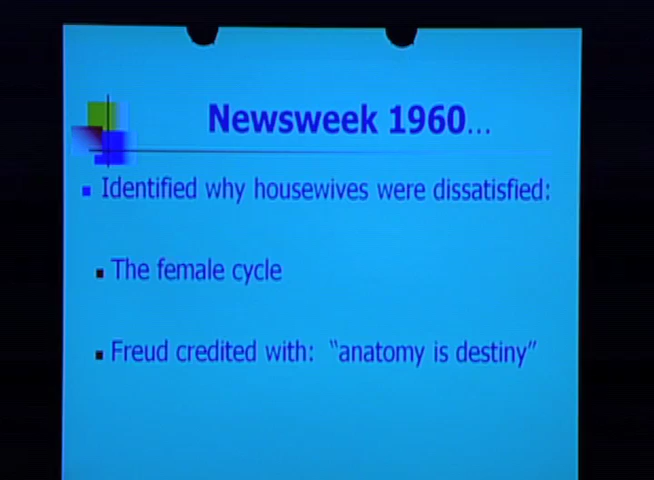 Newsweek 1960…
Identified why housewives were dissatisfied:
The female cycle
Freud credited with: “anatomy is destiny”